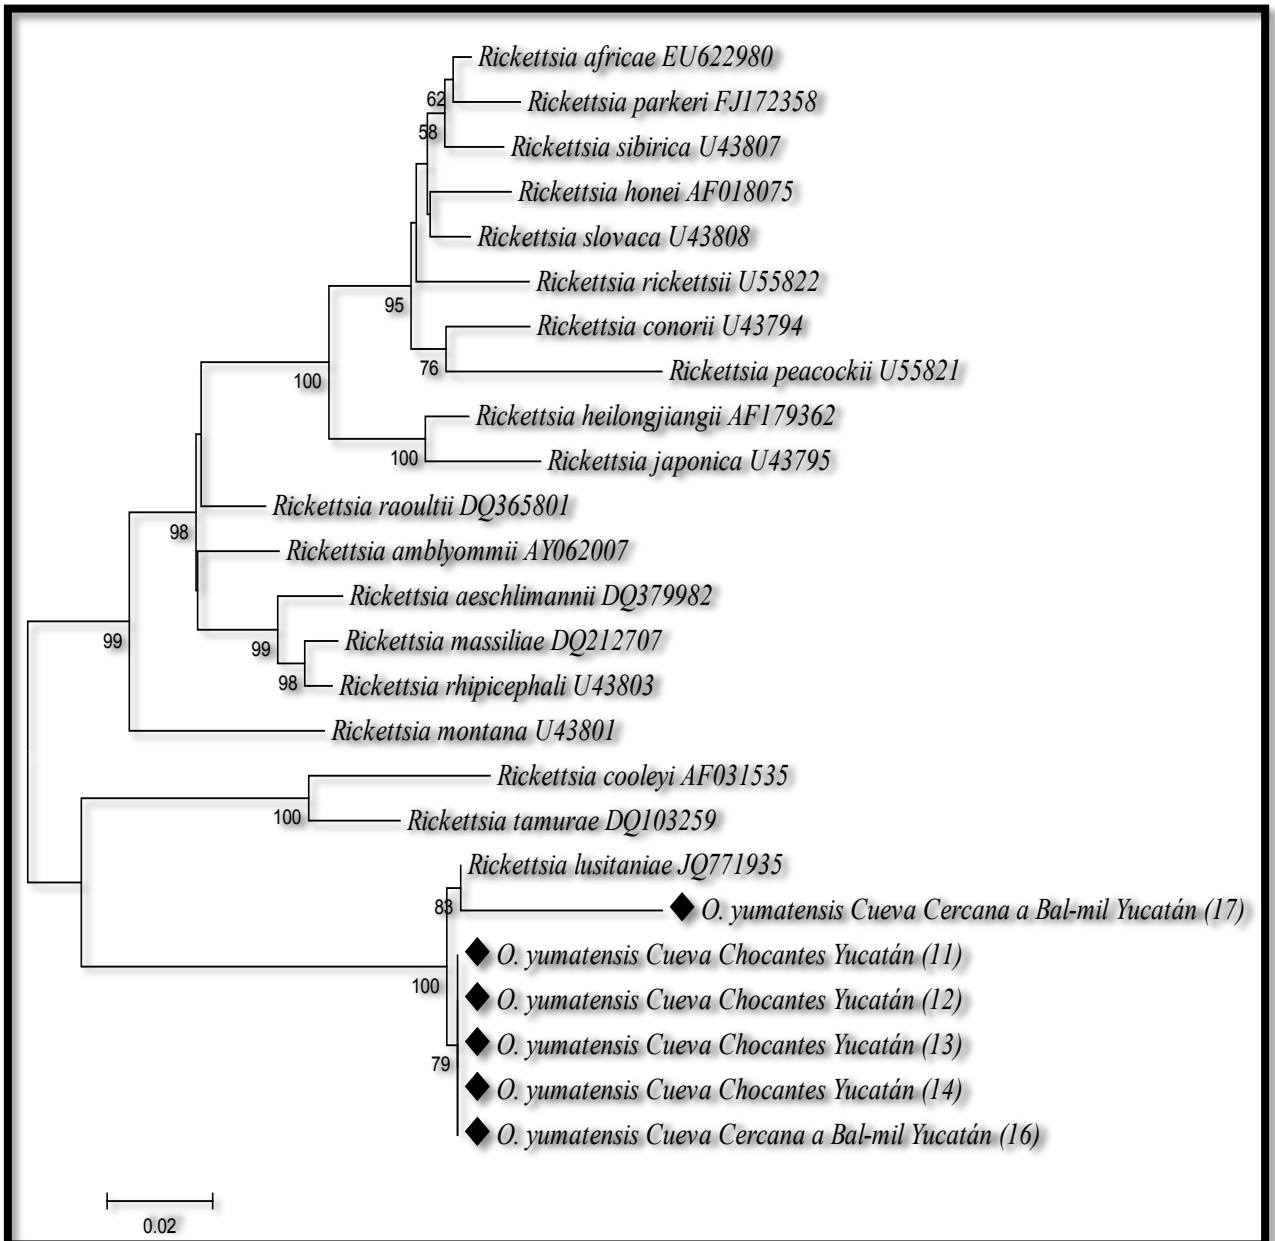 Rickettsia africae EU622980
62
Rickettsia parkeri FJ172358
58
Rickettsia sibirica U43807
Rickettsia honei AF018075
Rickettsia slovaca U43808
Rickettsia rickettsii U55822
95
Rickettsia conorii U43794
76
Rickettsia peacockii U55821
100
Rickettsia heilongjiangii AF179362
100
Rickettsia japonica U43795
Rickettsia raoultii DQ365801
98
Rickettsia amblyommii AY062007
Rickettsia aeschlimannii DQ379982
99
99
Rickettsia massiliae DQ212707
98
Rickettsia rhipicephali U43803
Rickettsia montana U43801
Rickettsia cooleyi AF031535
100
Rickettsia tamurae DQ103259
Rickettsia lusitaniae JQ771935
83
O. yumatensis Cueva Cercana a Bal-mil Yucatán (17)
O. yumatensis Cueva Chocantes Yucatán (11)
100
O. yumatensis Cueva Chocantes Yucatán (12)
O. yumatensis Cueva Chocantes Yucatán (13)
79
O. yumatensis Cueva Chocantes Yucatán (14)
O. yumatensis Cueva Cercana a Bal-mil Yucatán (16)
0.02